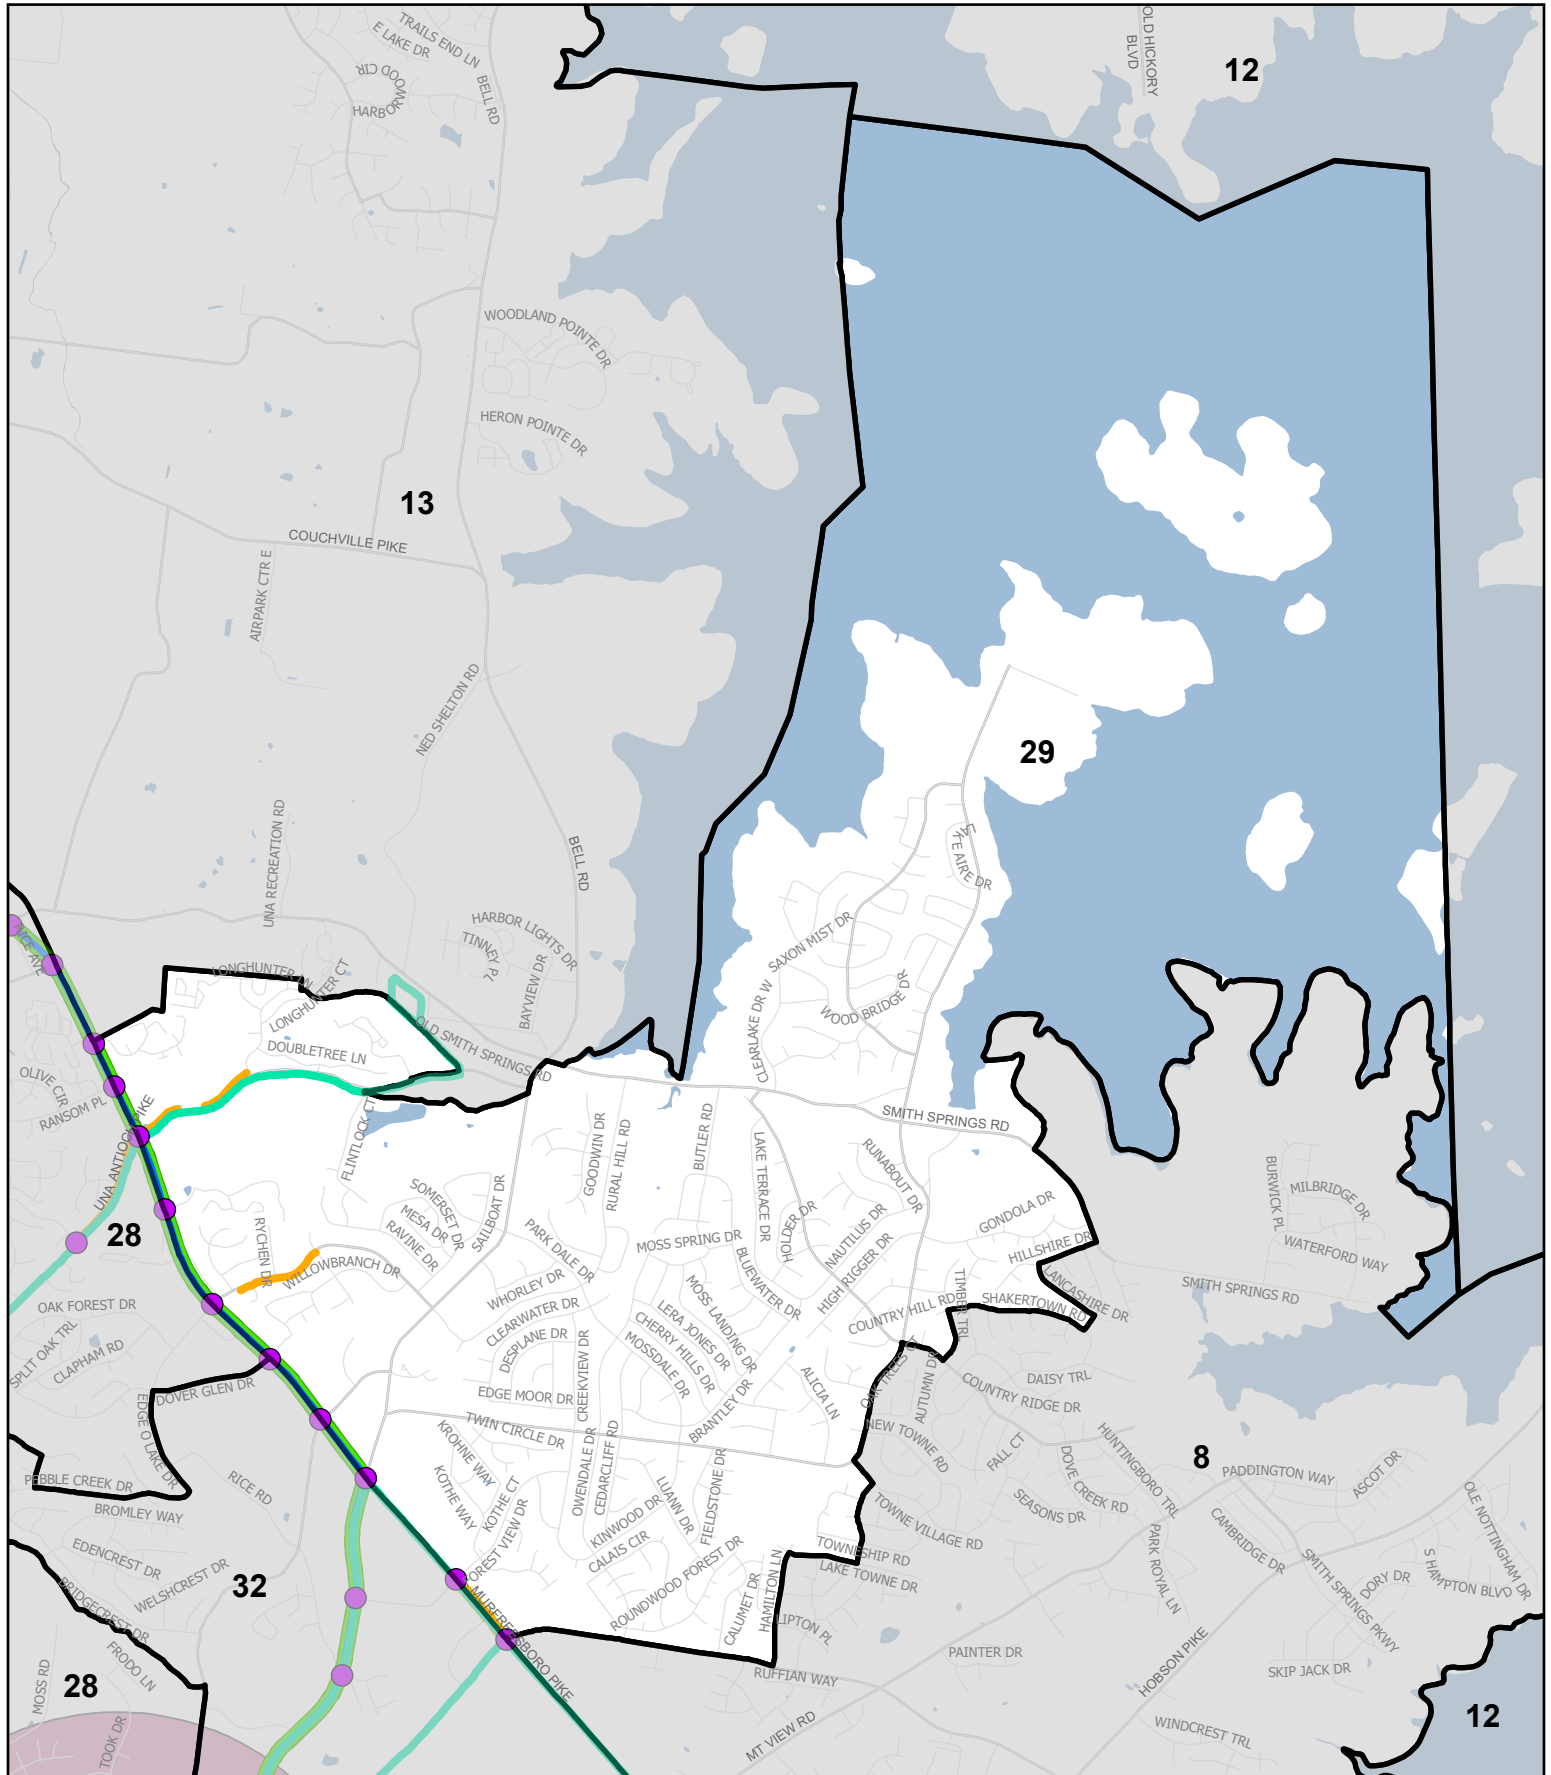 TRAILS END LN
E LAKE DR
HARBORWOOD CIR
BELL RD
OLD HICKORY
BLVD
12
WOODLAND POINTE DR
HERON POINTE DR
13
COUCHVILLE PIKE
AIRPARK CTR E
NED SHELTON RD
29
UNA RECREATION RD
BELL RD
LAKE AIRE DR
HARBOR LIGHTS DR
TINNEY PL
BAYVIEW DR
SAXON MIST DR
LONGHUNTER LN
LONGHUNTER CT
OLD SMITH SPRINGS RD
DOUBLETREE LN
CLEARLAKE DR W
WOOD BRIDGE DR
OLIVE CIR
RANSOM PL
UNA ANTIOCH PIKE
FLINTLOCK CT
SMITH SPRINGS RD
GOODWIN DR
RURAL HILL RD
BUTLER RD
LAKE TERRACE DR
RUNABOUT DR
BURWICK PL
MILBRIDGE DR
WATERFORD WAY
SMITH SPRINGS RD
28
RYCHEN DR
WILLOWBRANCH DR
SOMERSET DR
MESA DR
RAVINE DR
SAILBOAT DR
PARK DALE DR
MOSS SPRING DR
HOLDER DR
NAUTILUS DR
HIGH RIGGER DR
GONDOLA DR
HILLSHIRE DR
LANCASHIRE DR
SHAKERTOWN RD
TIMBER TRL
COUNTRY HILL RD
BLUEWATER DR
WHORLEY DR
CLEARWATER DR
DESPLANE DR
MOSS LANDING DR
LERA JONES DR
CHERRY HILLS DR
MOSSDALE DR
CREEKVIEW DR
EDGE MOOR DR
TWIN CIRCLE DR
BRANTLEY DR
ALICIA LN
OAK TREES CT
AUTUMN DR
OAK FOREST DR
SPLIT OAK TRL
CLAPHAM RD
DOVER GLEN DR
EDGE O LAKE DR
PEBBLE CREEK DR
RICE RD
BROMLEY WAY
EDENCREST DR
WELSHCREST DR
BRIDGECREST DR
32
KROHNE WAY
KOTHE WAY
KOTHE CT
FOREST VIEW DR
OWENDALE DR
CEDARCLIFF RD
LUANN DR
FIELDSTONE DR
KINWOOD DR
CALAIS CIR
ROUNDWOOD FOREST DR
CALUMET DR
HAMILTON LN
TOWNSHIP RD
LAKE TOWNE DR
TOWNE VILLAGE RD
NEW TOWNE RD
FALL CT
COUNTRY RIDGE DR
DAISY TRL
DOVE CREEK RD
SEASONS DR
HUNTINGBORO TRL
8
PADDINGTON WAY
ASCOT DR
CAMBRIDGE DR
PARK ROYAL LN
SMITH SPRINGS PKWY
DORY DR
S HAMPTON BLVD
OLE NOTTINGHAM DR
MURFREESBORO PIKE
LIPTON PL
RUFFIAN WAY
PAINTER DR
HOBSON PIKE
SKIP JACK DR
MT VIEW RD
WINDCREST TRL
12
FRODO LN
MOSS RD
28
TOOK DR